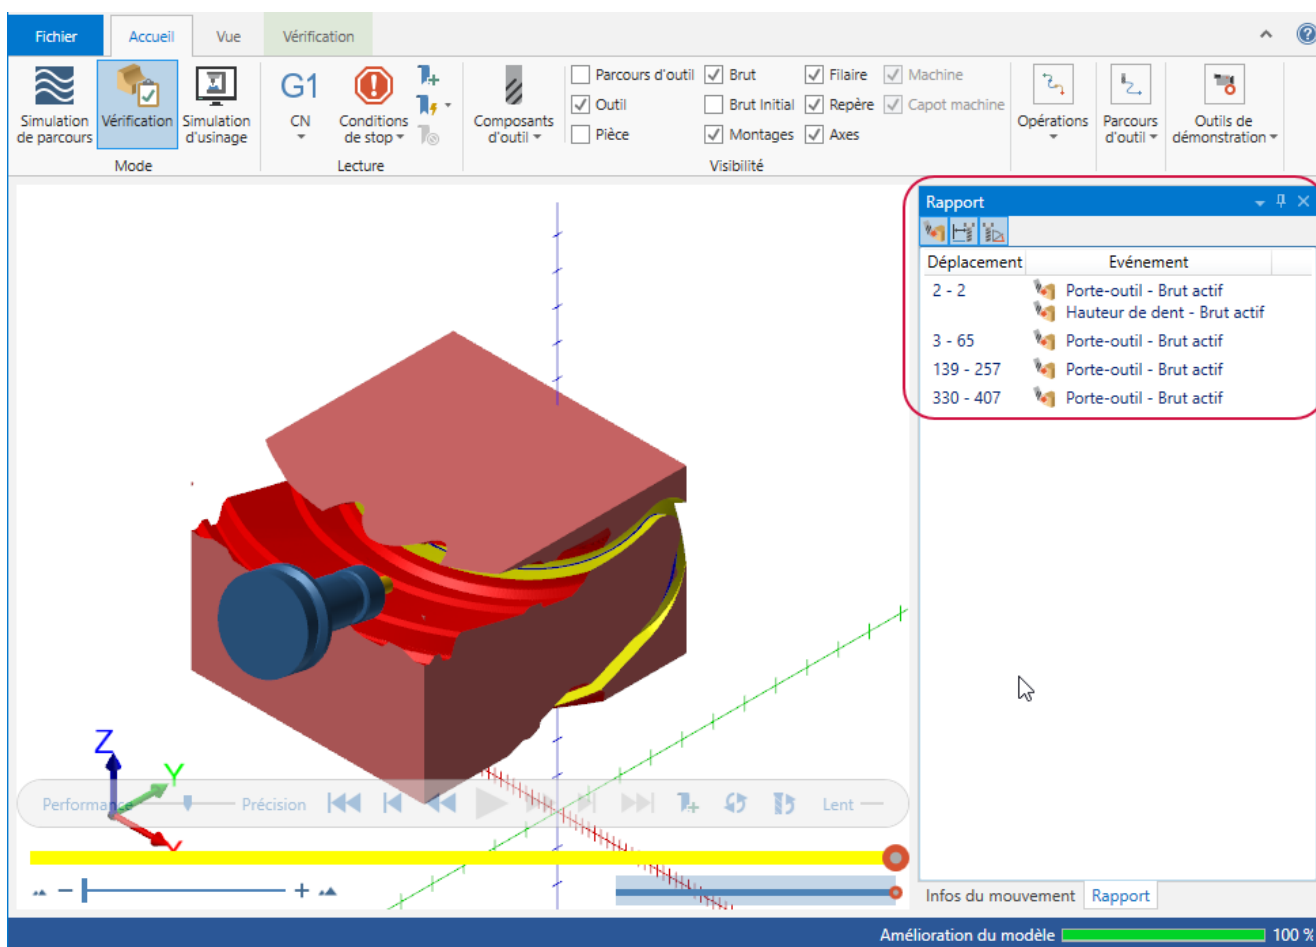 Fichier Accueil Vue Vérification
G1
Parcours d'outil Brut Filaire Machine
Outil Brut Initial Repère Capot machine
Pièce Montages Axes
Simulation de parcours
Vérification
Simulation d'usinage
CN
Conditions de stop
Composants d'outil
Opérations
Parcours d'outil
Outils de démonstration
Mode Lecture Visibilité
Rapport
Déplacement Evénement
2 - 2 Porte-outil - Brut actif
Hauteur de dent - Brut actif
3 - 65 Porte-outil - Brut actif
139 - 257 Porte-outil - Brut actif
330 - 407 Porte-outil - Brut actif
Z
Y
X
Performance Précision Lent
Infos du mouvement Rapport
Amélioration du modèle 100 %